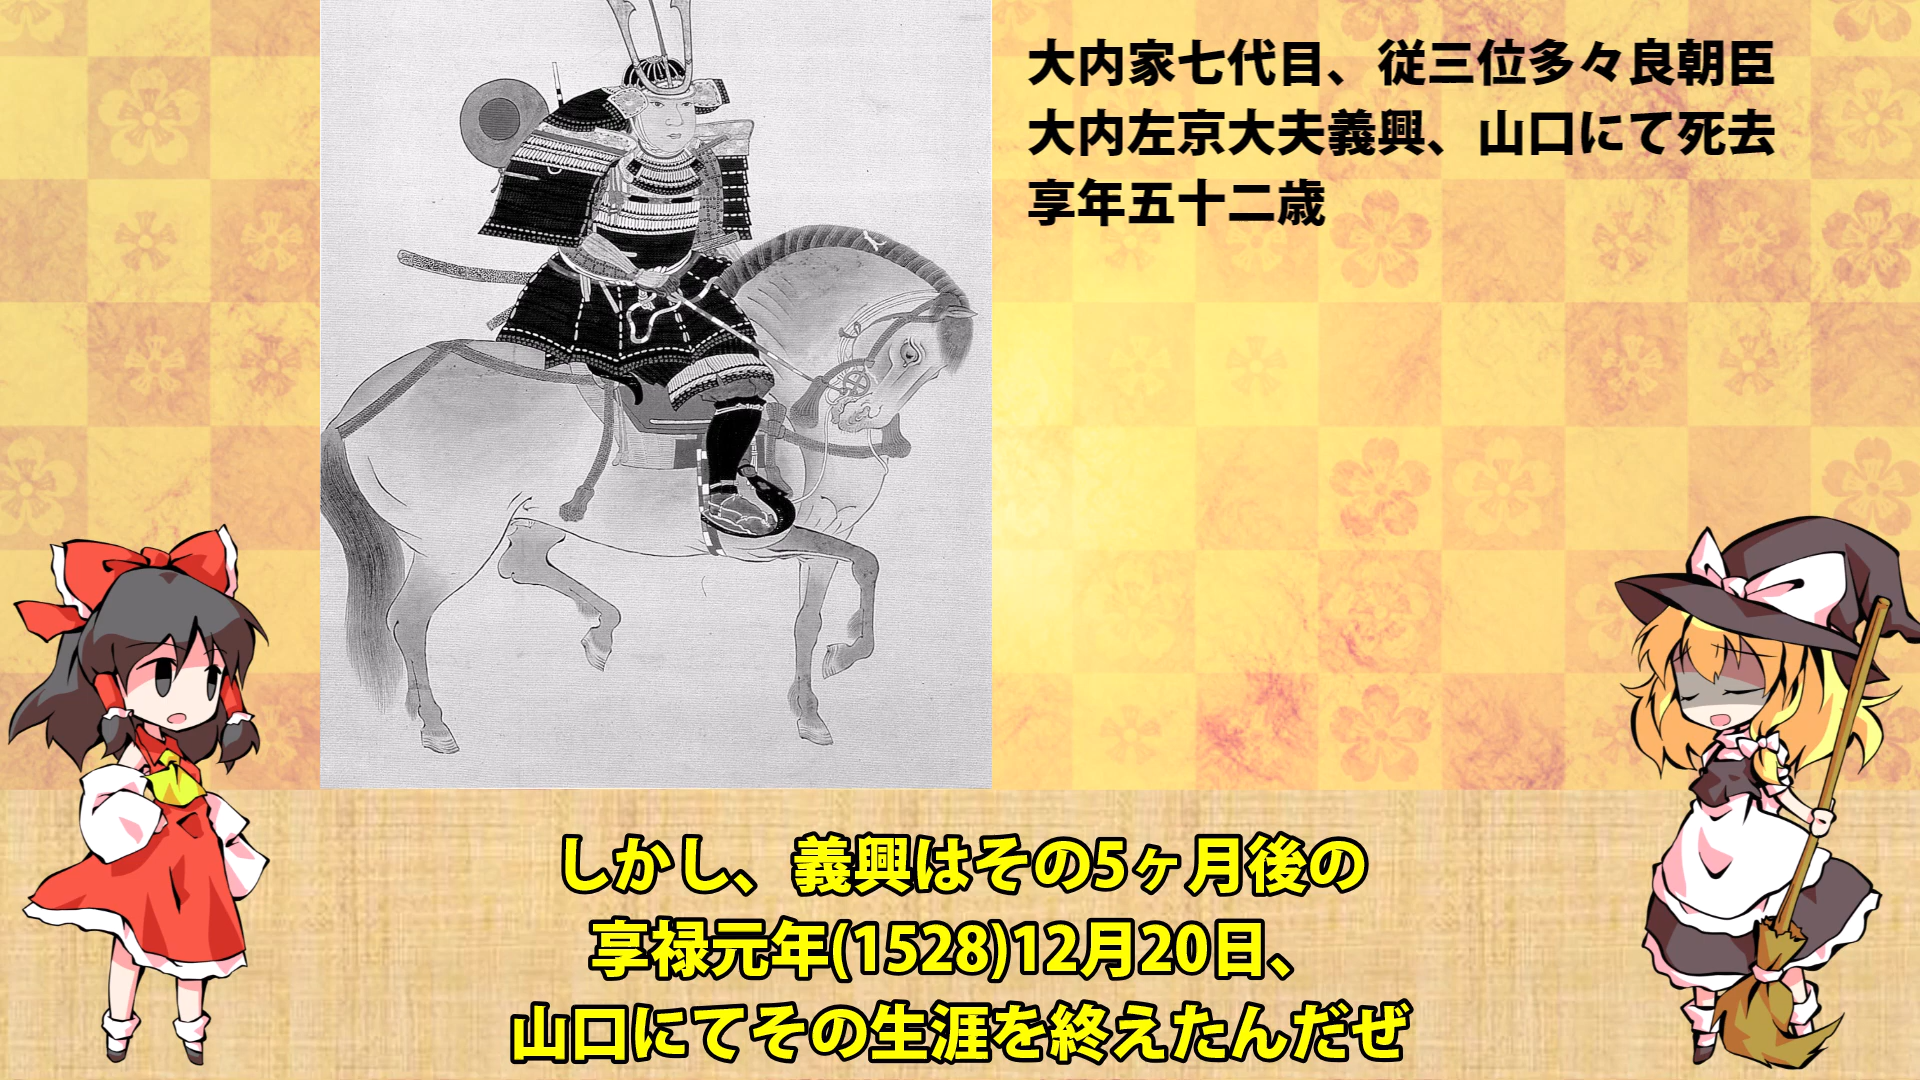 大内家七代目、従三位多々良朝臣
大内左京大夫義興、山口にて死去
享年五十二歳
しかし、義興はその5ヶ月後の
享禄元年(1528)12月20日、
山口にてその生涯を終えたんだぜ